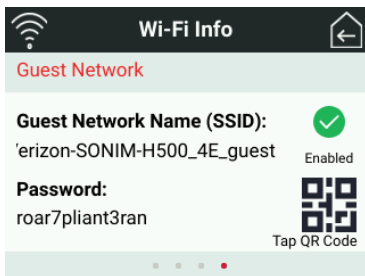 Wi-Fi Info
Guest Network
Guest Network Name (SSID):
'erizon-SONIM-H500_4E_guest
Enabled
Password:
roar7pliant3ran
Tap QR Code